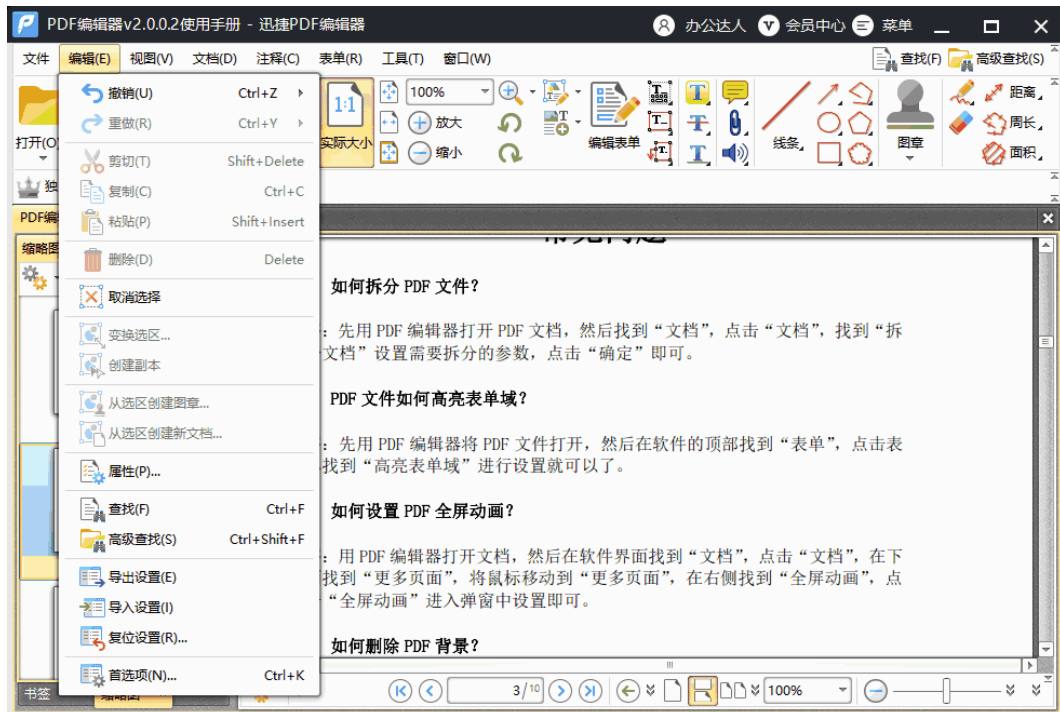 PDF编辑器v2.0.0.2使用手册 - 迅捷PDF编辑器
办公达人 会员中心 菜单
文件 编辑(E) 视图(V) 文档(D) 注释(C) 表单(R) 工具(T) 窗口(W) 查找(F) 高级查找(S)
撤销(U) Ctrl+Z
重做(R) Ctrl+Y
剪切(T) Shift+Delete
复制(C) Ctrl+C
粘贴(P) Shift+Insert
删除(D) Delete
取消选择
变换选区...
创建副本
从选区创建图章...
从选区创建新文档...
属性(P)...
查找(F) Ctrl+F
高级查找(S) Ctrl+Shift+F
导出设置(E)
导入设置(I)
复位设置(R)...
首选项(N)... Ctrl+K
打开(O
独
PDF编
缩略图
1:1
实际大小
100%
放大
缩小
编辑表单
线条
图章
距离
周长
面积
常见问题
如何拆分 PDF 文件？
：先用 PDF 编辑器打开 PDF 文档，然后找到“文档”，点击“文档”，找到“拆
文档”设置需要拆分的参数，点击“确定”即可。
PDF 文件如何高亮表单域？
：先用 PDF 编辑器将 PDF 文件打开，然后在软件的顶部找到“表单”，点击表
找到“高亮表单域”进行设置就可以了。
如何设置 PDF 全屏动画？
：用 PDF 编辑器打开文档，然后在软件界面找到“文档”，点击“文档”，在下
找到“更多页面”，将鼠标移动到“更多页面”，在右侧找到“全屏动画”，点
“全屏动画”进入弹窗中设置即可。
如何删除 PDF 背景？
书签 缩略图
3/10
100%